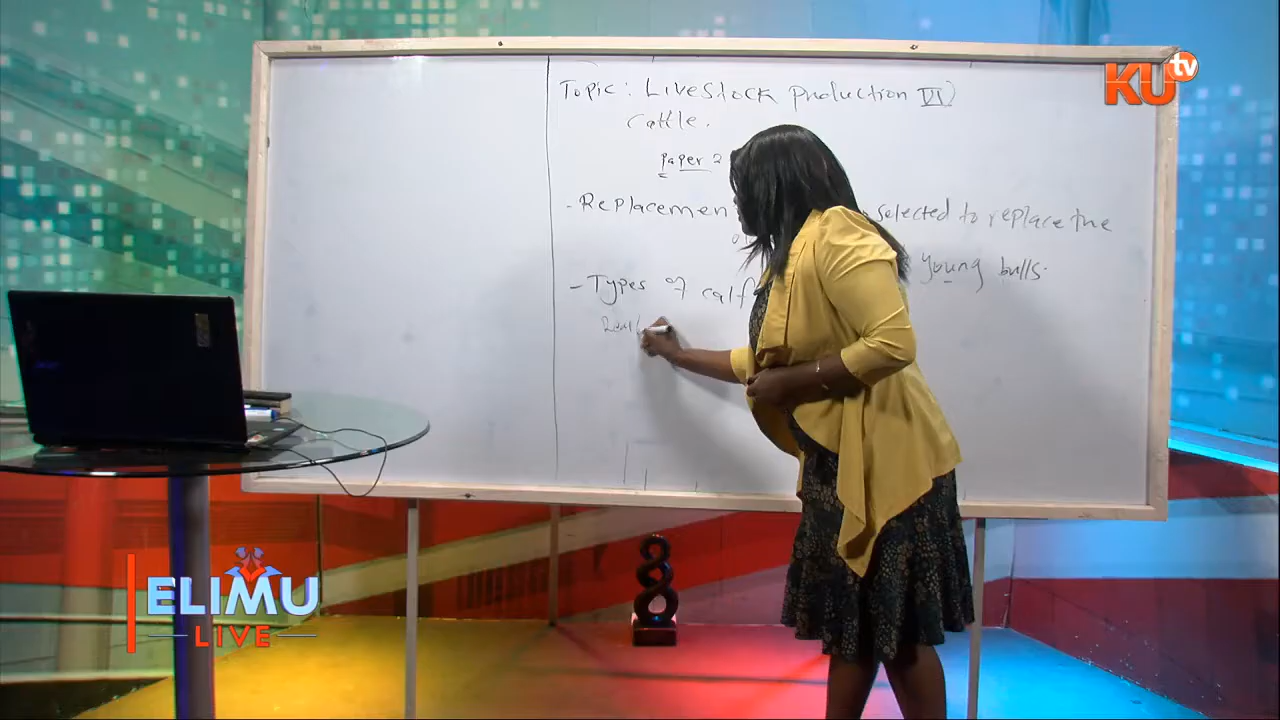 Topic: Livestock production VI)
Cattle.
Paper 2
- Replacemen selected to replace the
young bulls.
- Types of calf
KU tv
ELIMU
LIVE